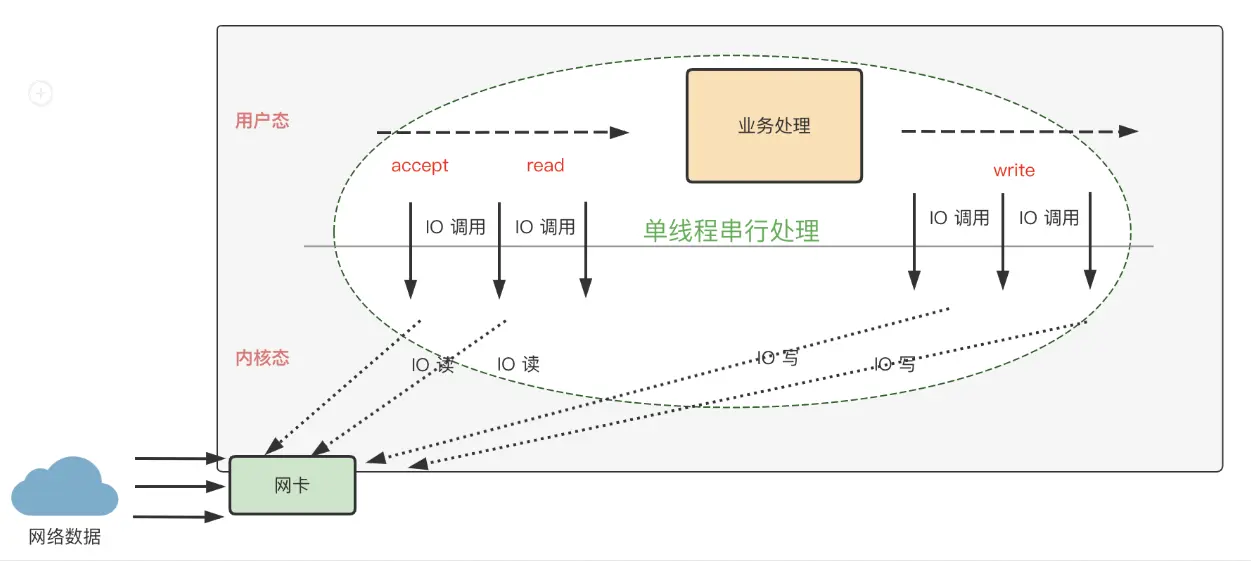 用户态
业务处理
accept
read
write
IO 调用
IO 调用
单线程串行处理
IO 调用
IO 调用
内核态
IO 读
IO 读
IO 写
IO 写
网卡
网络数据